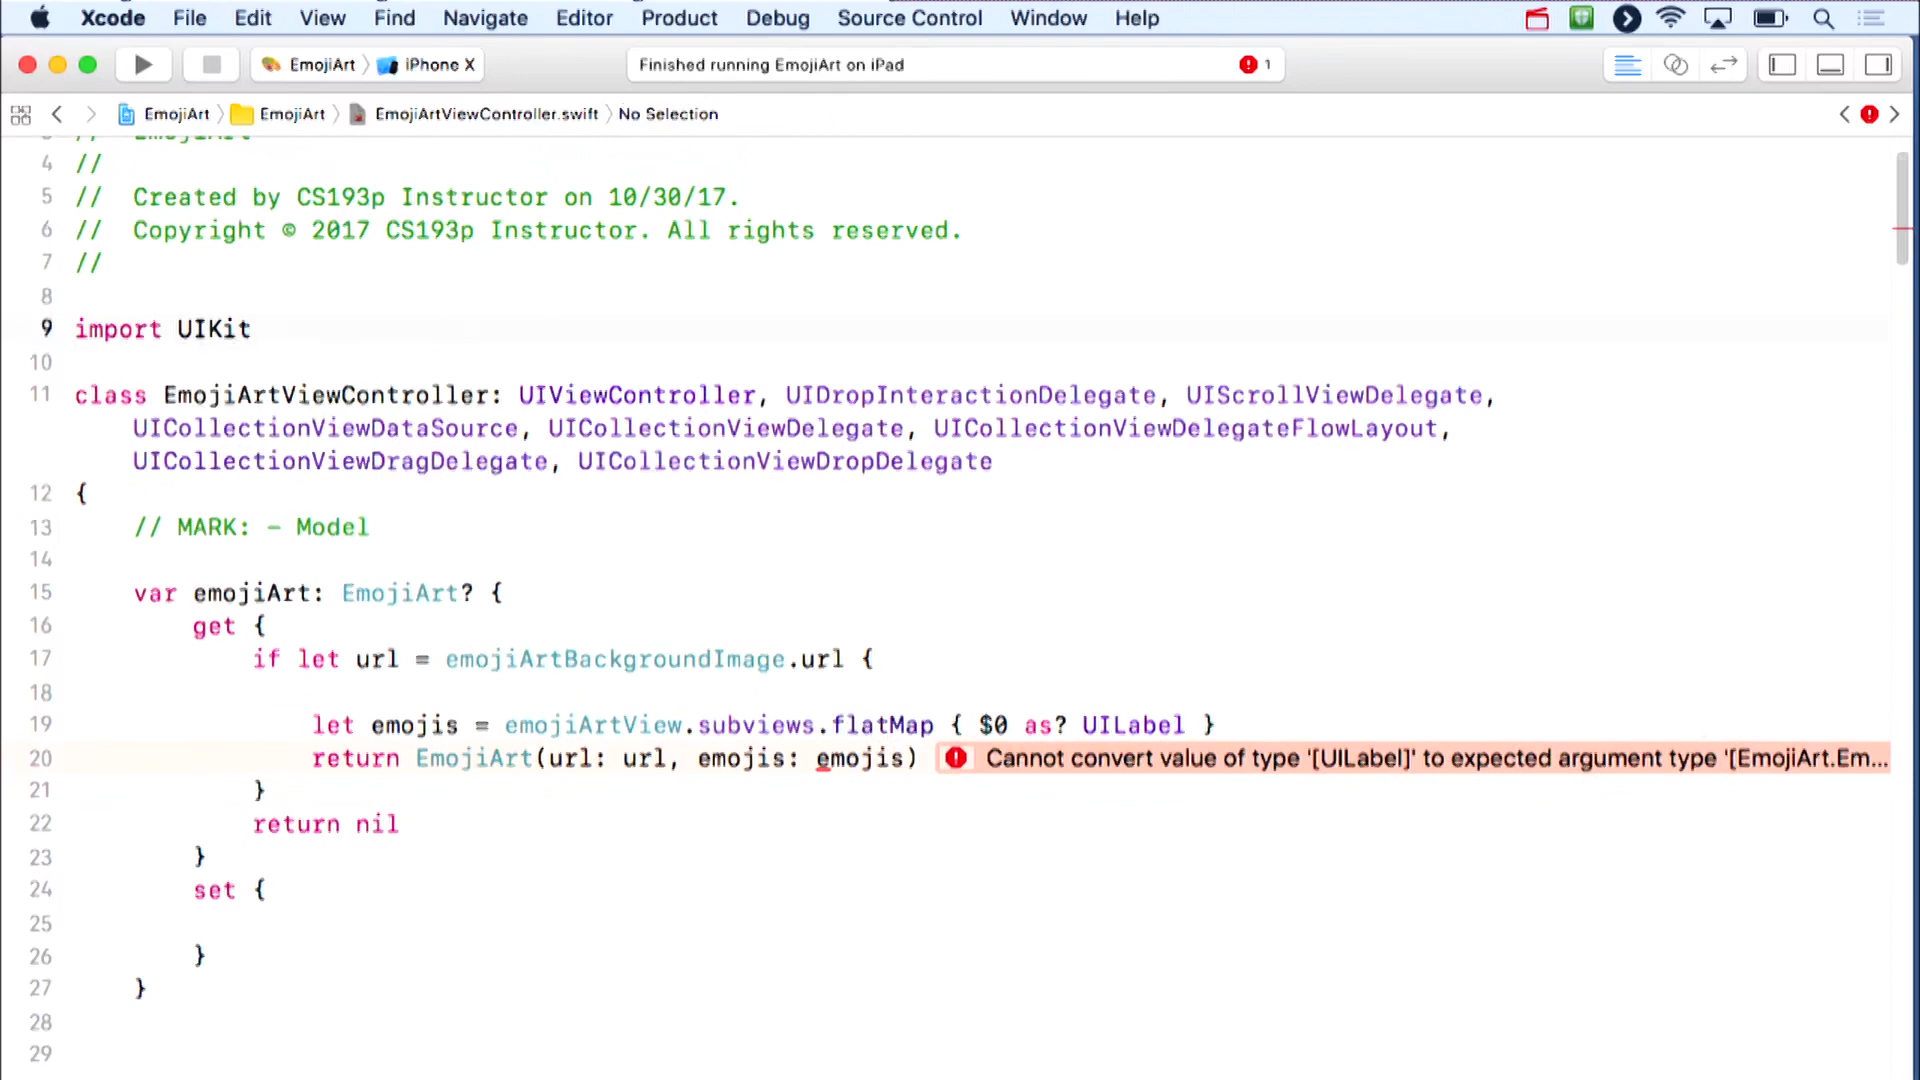 Xcode File Edit View Find Navigate Editor Product Debug Source Control Window Help
EmojiArt iPhone X Finished running EmojiArt on iPad 1
EmojiArt EmojiArt EmojiArtViewController.swift No Selection
3 // EmojiArt
4 //
5 // Created by CS193p Instructor on 10/30/17.
6 // Copyright © 2017 CS193p Instructor. All rights reserved.
7 //
8
9 import UIKit
10
11 class EmojiArtViewController: UIViewController, UIDropInteractionDelegate, UIScrollViewDelegate,
UICollectionViewDataSource, UICollectionViewDelegate, UICollectionViewDelegateFlowLayout,
UICollectionViewDragDelegate, UICollectionViewDropDelegate
12 {
13 // MARK: - Model
14
15 var emojiArt: EmojiArt? {
16 get {
17 if let url = emojiArtBackgroundImage.url {
18
19 let emojis = emojiArtView.subviews.flatMap { $0 as? UILabel }
20 return EmojiArt(url: url, emojis: emojis) Cannot convert value of type '[UILabel]' to expected argument type '[EmojiArt.Em...
21 }
22 return nil
23 }
24 set {
25
26 }
27 }
28
29